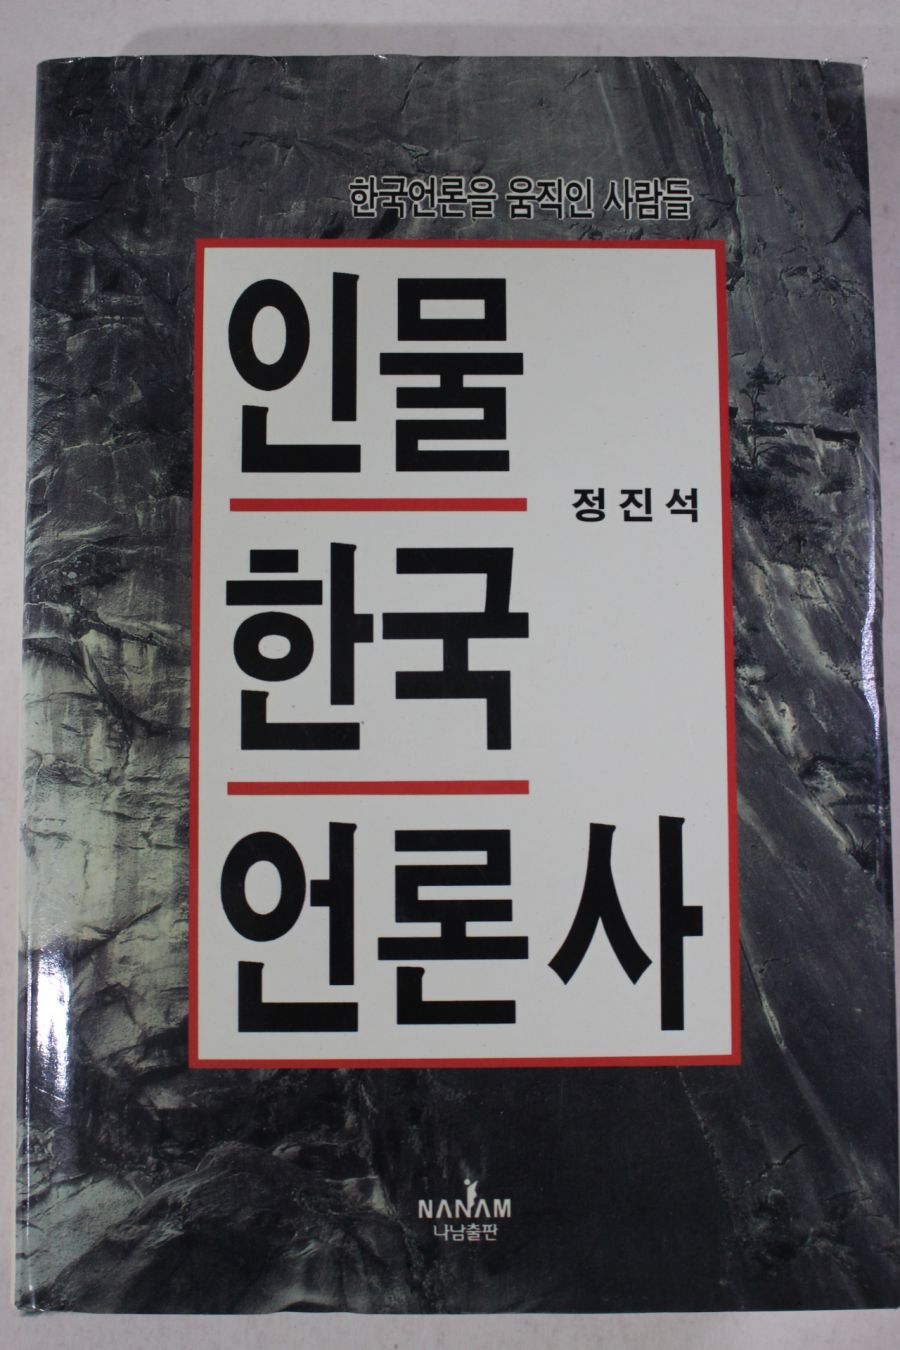 한국언론을 움직인 사람들
인물
정진석
한국
언론사
NANAM
나남출판